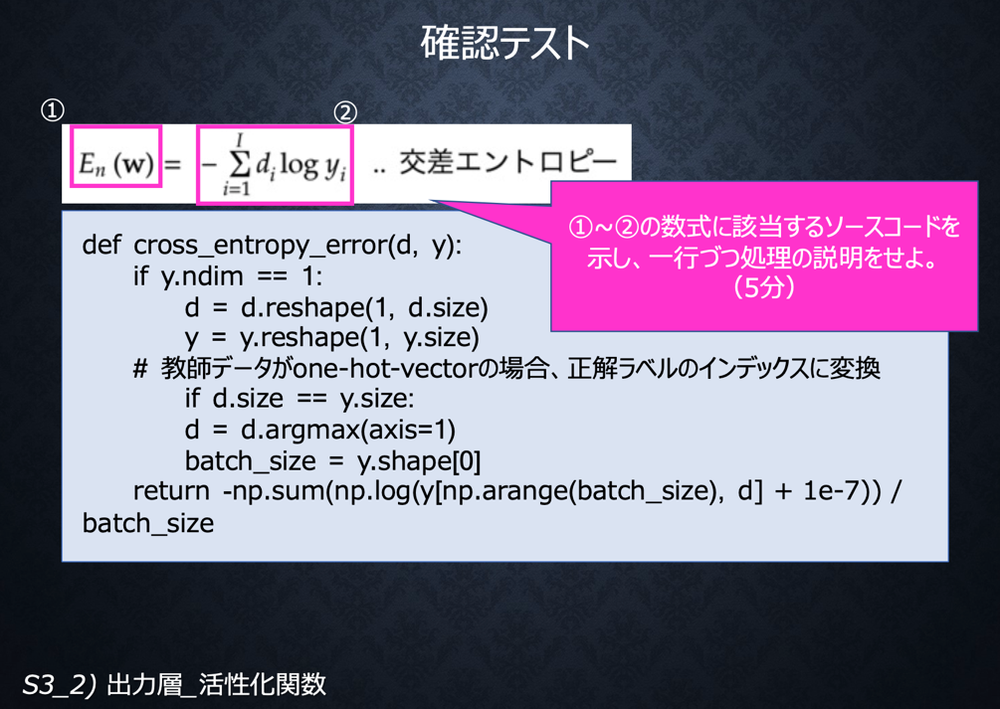 確認テスト
① ②
Eₙ(w) = −∑ᵢ₌₁ᴵ dᵢ log yᵢ .. 交差エントロピー
①~②の数式に該当するソースコードを
示し、一行づつ処理の説明をせよ。
（5分）
def cross_entropy_error(d, y):
if y.ndim == 1:
d = d.reshape(1, d.size)
y = y.reshape(1, y.size)
# 教師データがone-hot-vectorの場合、正解ラベルのインデックスに変換
if d.size == y.size:
d = d.argmax(axis=1)
batch_size = y.shape[0]
return -np.sum(np.log(y[np.arange(batch_size), d] + 1e-7)) /
batch_size
S3_2) 出力層_活性化関数